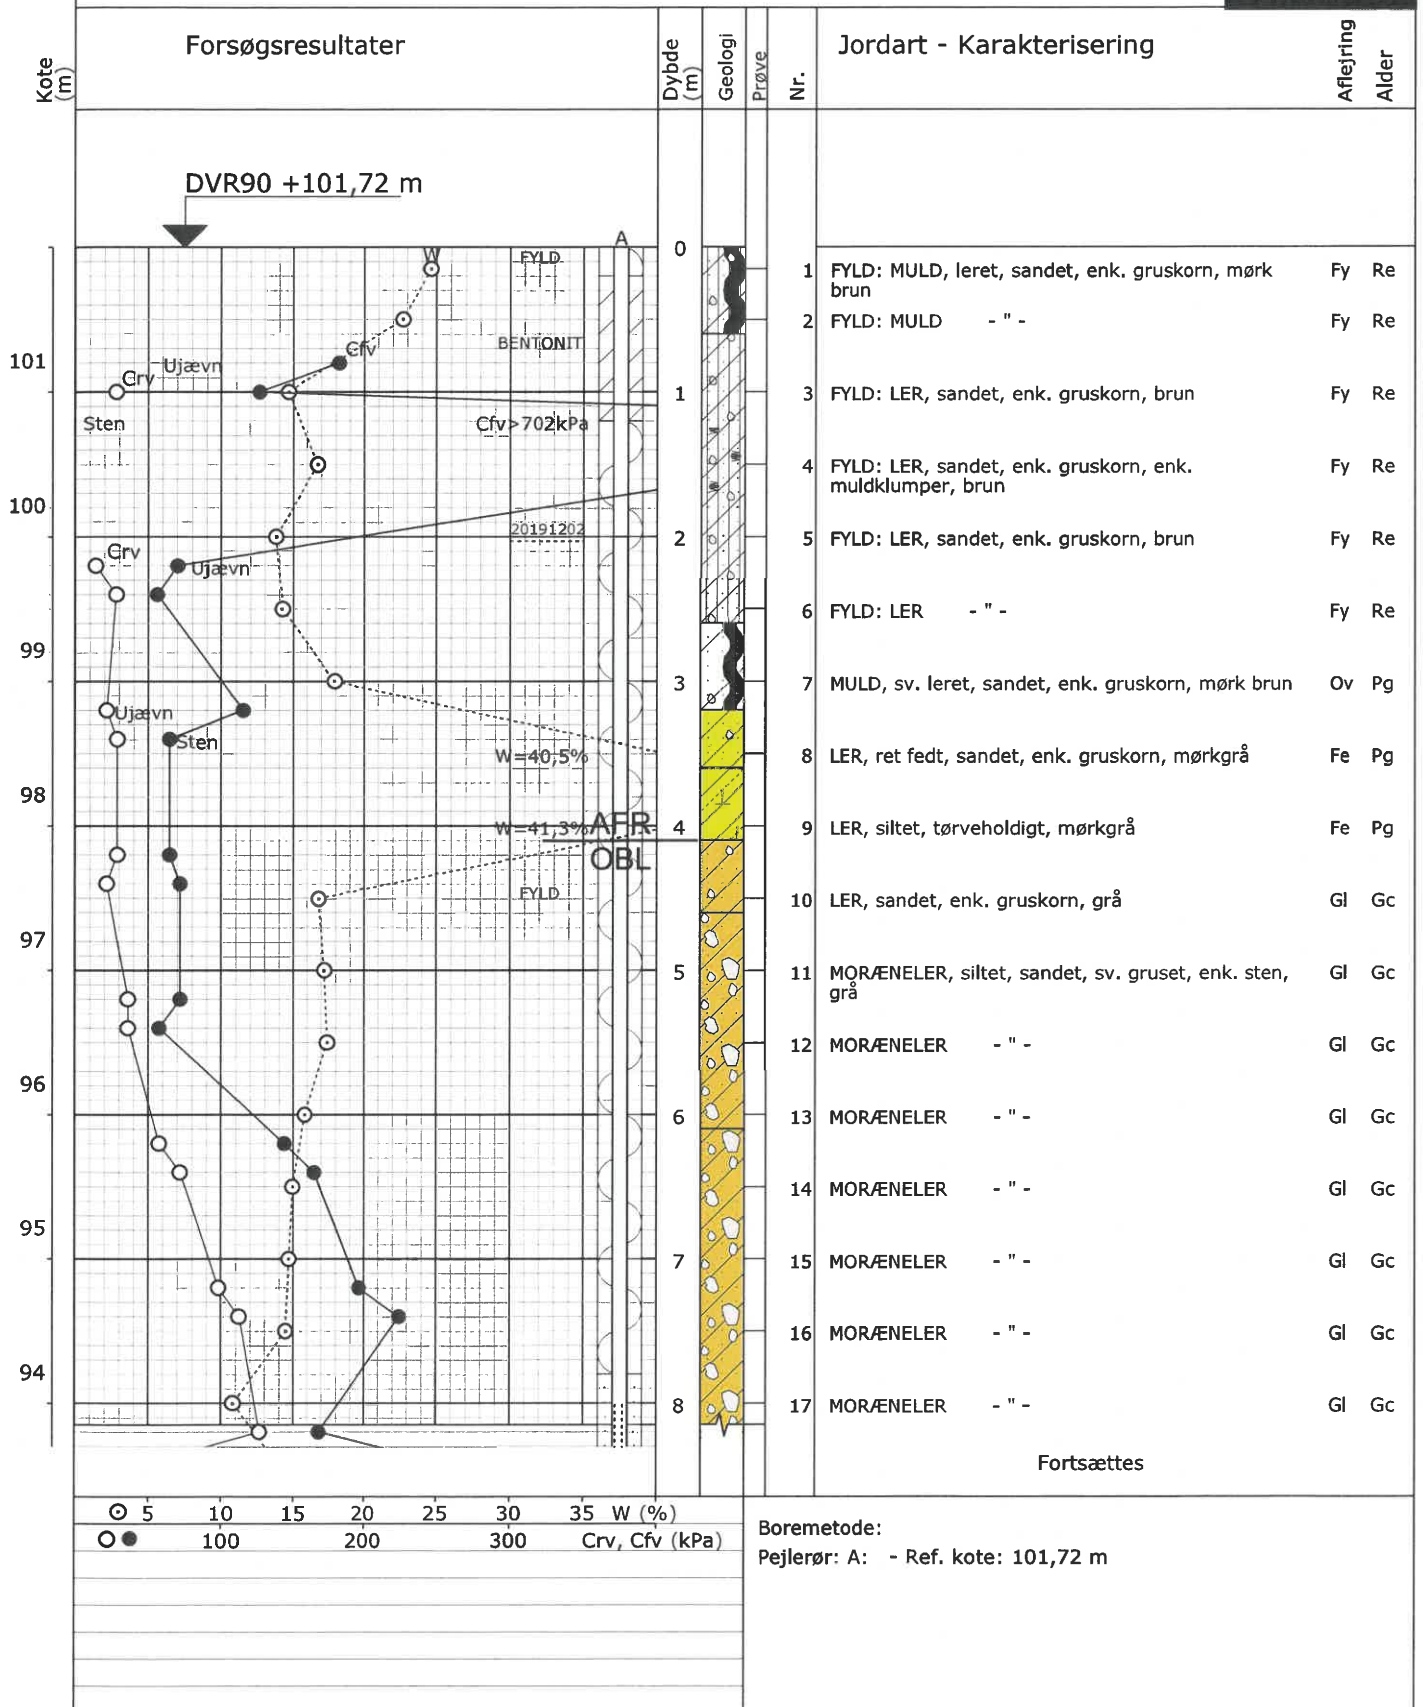 Kote (m)
Forsøgsresultater
Dybde (m)
Geologi
Prøve
Nr.
Jordart - Karakterisering
Aflejring
Alder
DVR90 +101,72 m
A
0
W
FYLD
1 FYLD: MULD, leret, sandet, enk. gruskorn, mørk Fy Re
brun
2 FYLD: MULD - " - Fy Re
BENTONIT
Cfv
101
Ujævn
Crv
1
3 FYLD: LER, sandet, enk. gruskorn, brun Fy Re
Sten
Cfv>702kPa
4 FYLD: LER, sandet, enk. gruskorn, enk. Fy Re
muldklumper, brun
100
20191202
2
5 FYLD: LER, sandet, enk. gruskorn, brun Fy Re
Crv
Ujævn
6 FYLD: LER - " - Fy Re
99
3
7 MULD, sv. leret, sandet, enk. gruskorn, mørk brun Ov Pg
Ujævn
Sten
W=40,5%
8 LER, ret fedt, sandet, enk. gruskorn, mørkgrå Fe Pg
98
W=41,3%
AFR
4
9 LER, siltet, tørveholdigt, mørkgrå Fe Pg
OBL
FYLD
10 LER, sandet, enk. gruskorn, grå Gl Gc
97
5
11 MORÆNELER, siltet, sandet, sv. gruset, enk. sten, Gl Gc
grå
12 MORÆNELER - " - Gl Gc
96
6
13 MORÆNELER - " - Gl Gc
14 MORÆNELER - " - Gl Gc
95
7
15 MORÆNELER - " - Gl Gc
16 MORÆNELER - " - Gl Gc
94
8
17 MORÆNELER - " - Gl Gc
Fortsættes
5 10 15 20 25 30 35 W (%)
100 200 300 Crv, Cfv (kPa)
Boremetode:
Pejlerør: A: - Ref. kote: 101,72 m